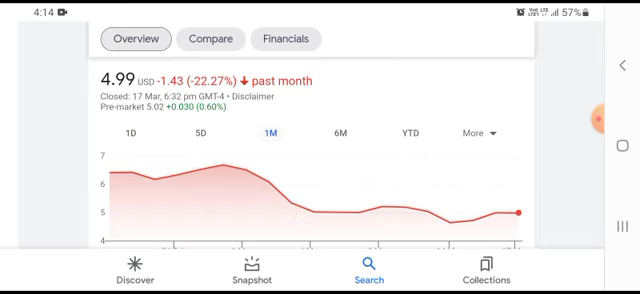 4:14
57%
Overview Compare Financials
4.99 USD -1.43 (-22.27%) past month
Closed: 17 Mar, 6:32 pm GMT-4 • Disclaimer
Pre-market 5.02 +0.030 (0.60%)
1D 5D 1M 6M YTD More
7
6
5
4
Discover Snapshot Search Collections